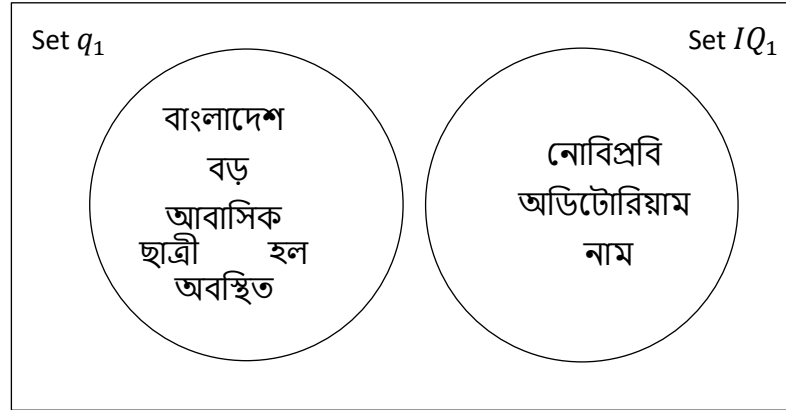 Set q₁
Set IQ₁
বাংলাদেশ
বড়
আবাসিক
ছাত্রী হল
অবস্থিত
নোবিপ্রবি
অডিটোরিয়াম
নাম